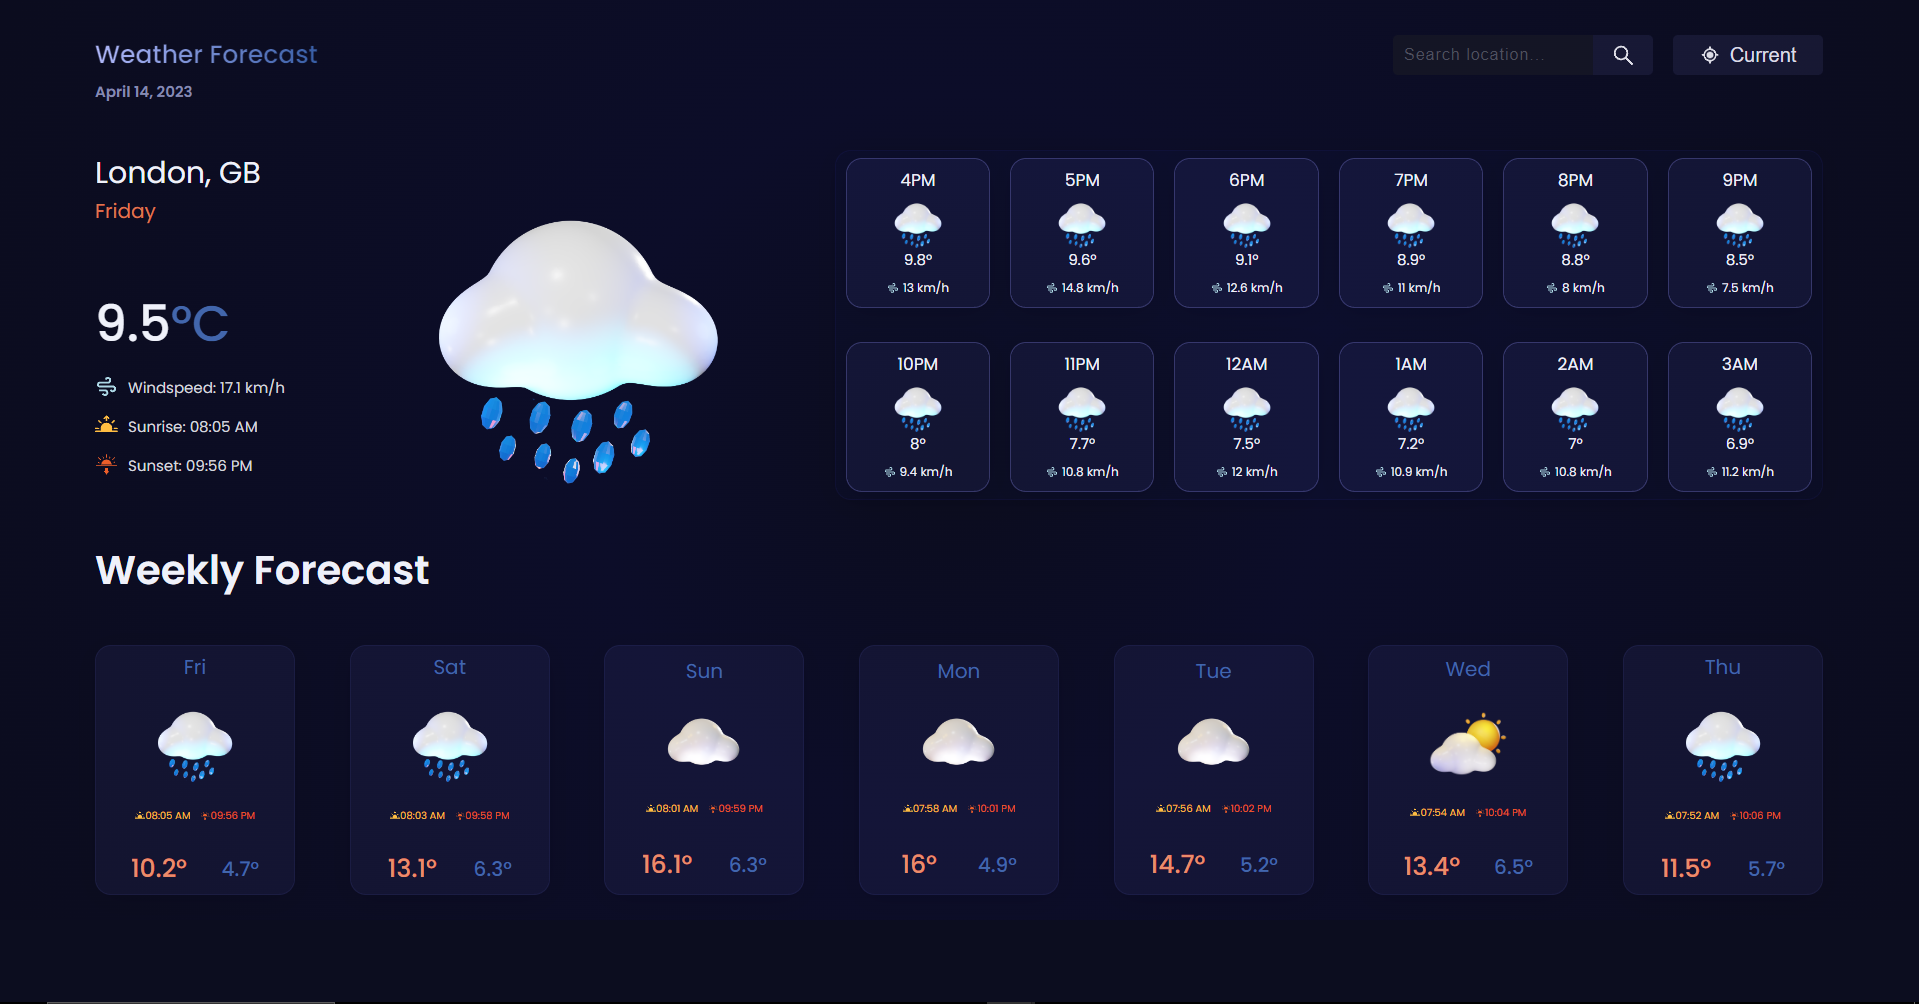 Weather Forecast
April 14, 2023
Search location...
Current
London, GB
Friday
9.5°C
Windspeed: 17.1 km/h
Sunrise: 08:05 AM
Sunset: 09:56 PM
4PM
9.8°
13 km/h
5PM
9.6°
14.8 km/h
6PM
9.1°
12.6 km/h
7PM
8.9°
11 km/h
8PM
8.8°
8 km/h
9PM
8.5°
7.5 km/h
10PM
8°
9.4 km/h
11PM
7.7°
10.8 km/h
12AM
7.5°
12 km/h
1AM
7.2°
10.9 km/h
2AM
7°
10.8 km/h
3AM
6.9°
11.2 km/h
Weekly Forecast
Fri
08:05 AM 09:56 PM
10.2° 4.7°
Sat
08:03 AM 09:58 PM
13.1° 6.3°
Sun
08:01 AM 09:59 PM
16.1° 6.3°
Mon
07:58 AM 10:01 PM
16° 4.9°
Tue
07:56 AM 10:02 PM
14.7° 5.2°
Wed
07:54 AM 10:04 PM
13.4° 6.5°
Thu
07:52 AM 10:06 PM
11.5° 5.7°